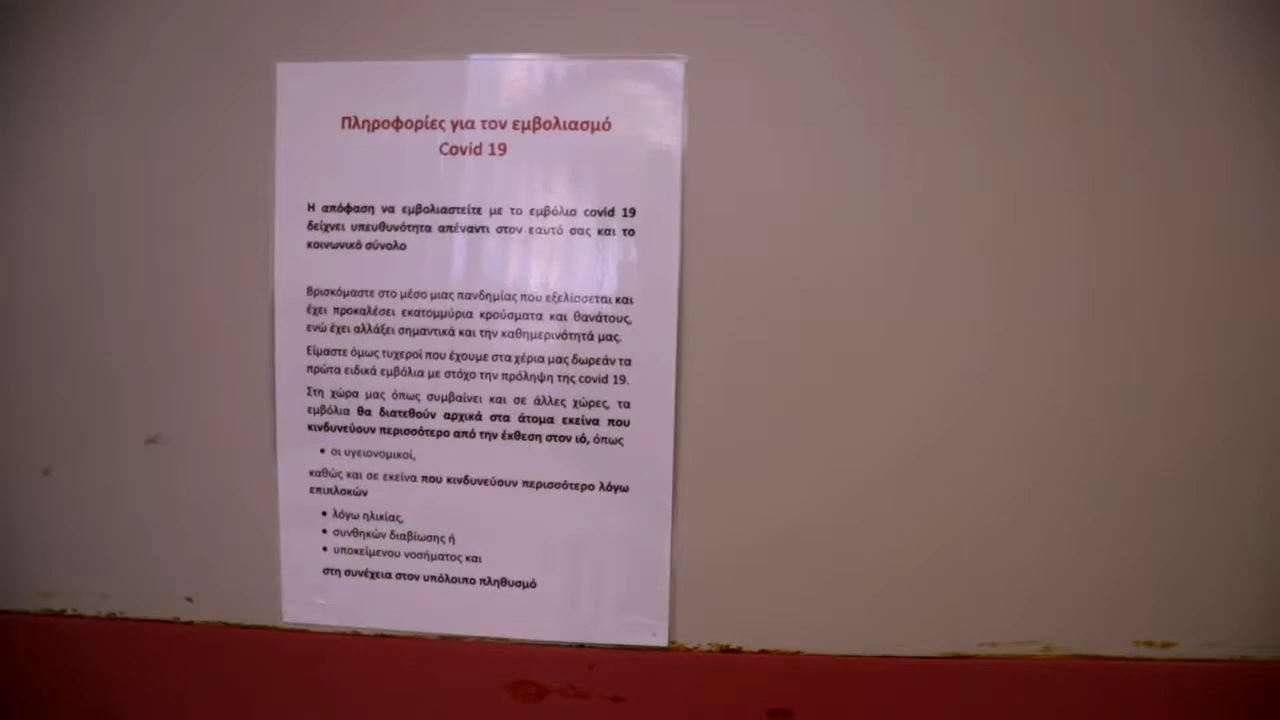 Πληροφορίες για τον εμβολιασμό
Covid 19
Η απόφαση να εμβολιαστείτε με το εμβόλιο covid 19
δείχνει υπευθυνότητα απέναντι στον εαυτό σας και το
κοινωνικό σύνολο
Βρισκόμαστε στο μέσο μιας πανδημίας που εξελίσσεται και
έχει προκαλέσει εκατομμύρια κρούσματα και θανάτους,
ενώ έχει αλλάξει σημαντικά και την καθημερινότητά μας.
Είμαστε όμως τυχεροί που έχουμε στα χέρια μας δωρεάν τα
πρώτα ειδικά εμβόλια με στόχο την πρόληψη της covid 19.
Στη χώρα μας όπως συμβαίνει και σε άλλες χώρες, τα
εμβόλια θα διατεθούν αρχικά στα άτομα εκείνα που
κινδυνεύουν περισσότερο από την έκθεση στον ιό, όπως
• οι υγειονομικοί,
καθώς και σε εκείνα που κινδυνεύουν περισσότερο λόγω
επιπλοκών
• λόγω ηλικίας,
• συνθηκών διαβίωσης ή
• υποκείμενου νοσήματος και
στη συνέχεια στον υπόλοιπο πληθυσμό